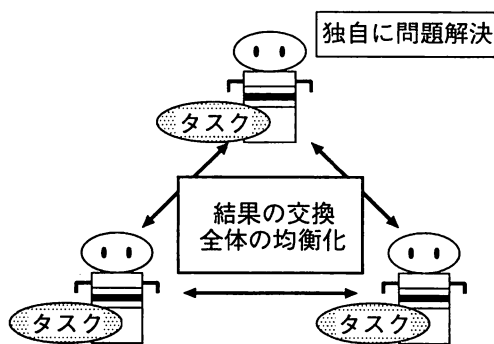 独自に問題解決
タスク
結果の交換
全体の均衡化
タスク
タスク